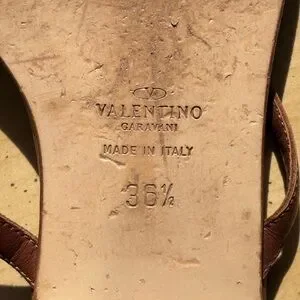 V
VALENTINO
GARAVANI
MADE IN ITALY
36½